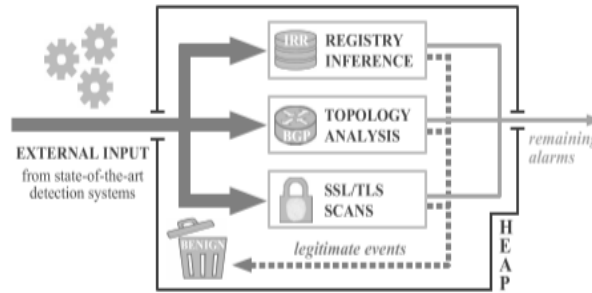 IRR
REGISTRY
INFERENCE
BGP
TOPOLOGY
ANALYSIS
EXTERNAL INPUT
from state-of-the-art
detection systems
remaining
alarms
SSL/TLS
SCANS
BENIGN
legitimate events
HEAP